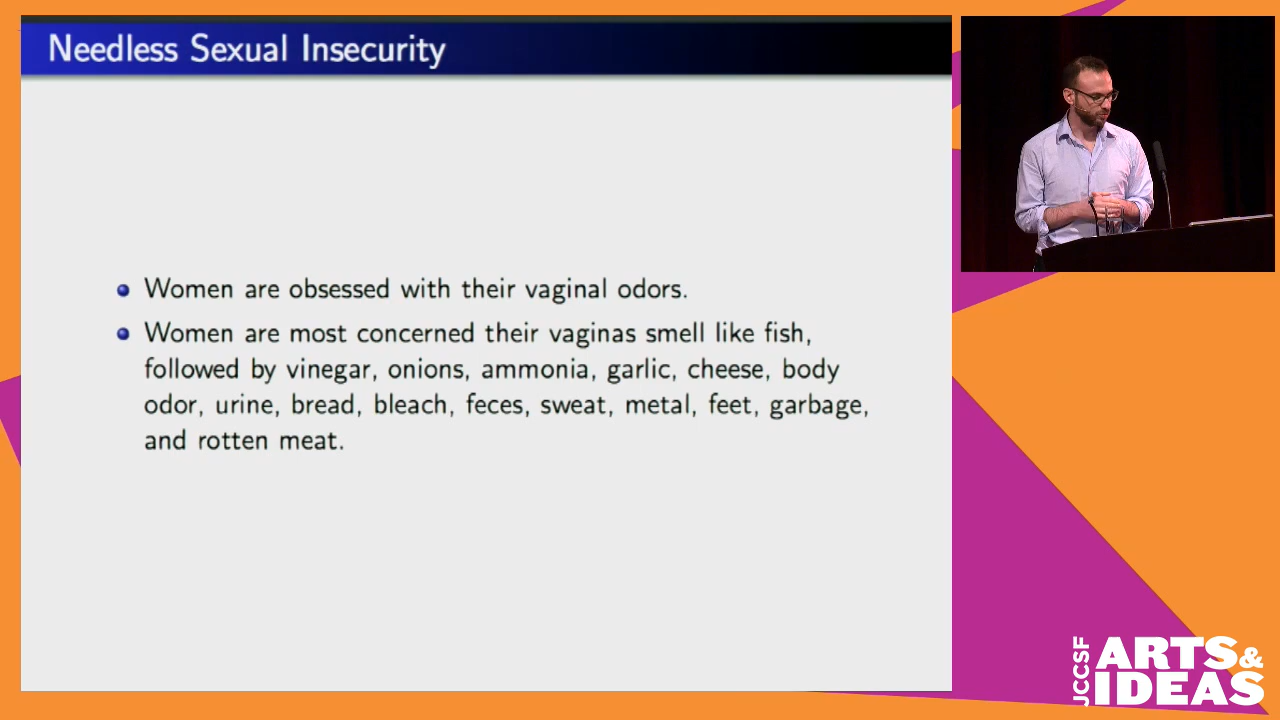 Needless Sexual Insecurity
Women are obsessed with their vaginal odors.
Women are most concerned their vaginas smell like fish,
followed by vinegar, onions, ammonia, garlic, cheese, body
odor, urine, bread, bleach, feces, sweat, metal, feet, garbage,
and rotten meat.
JCCSF
ARTS&
IDEAS